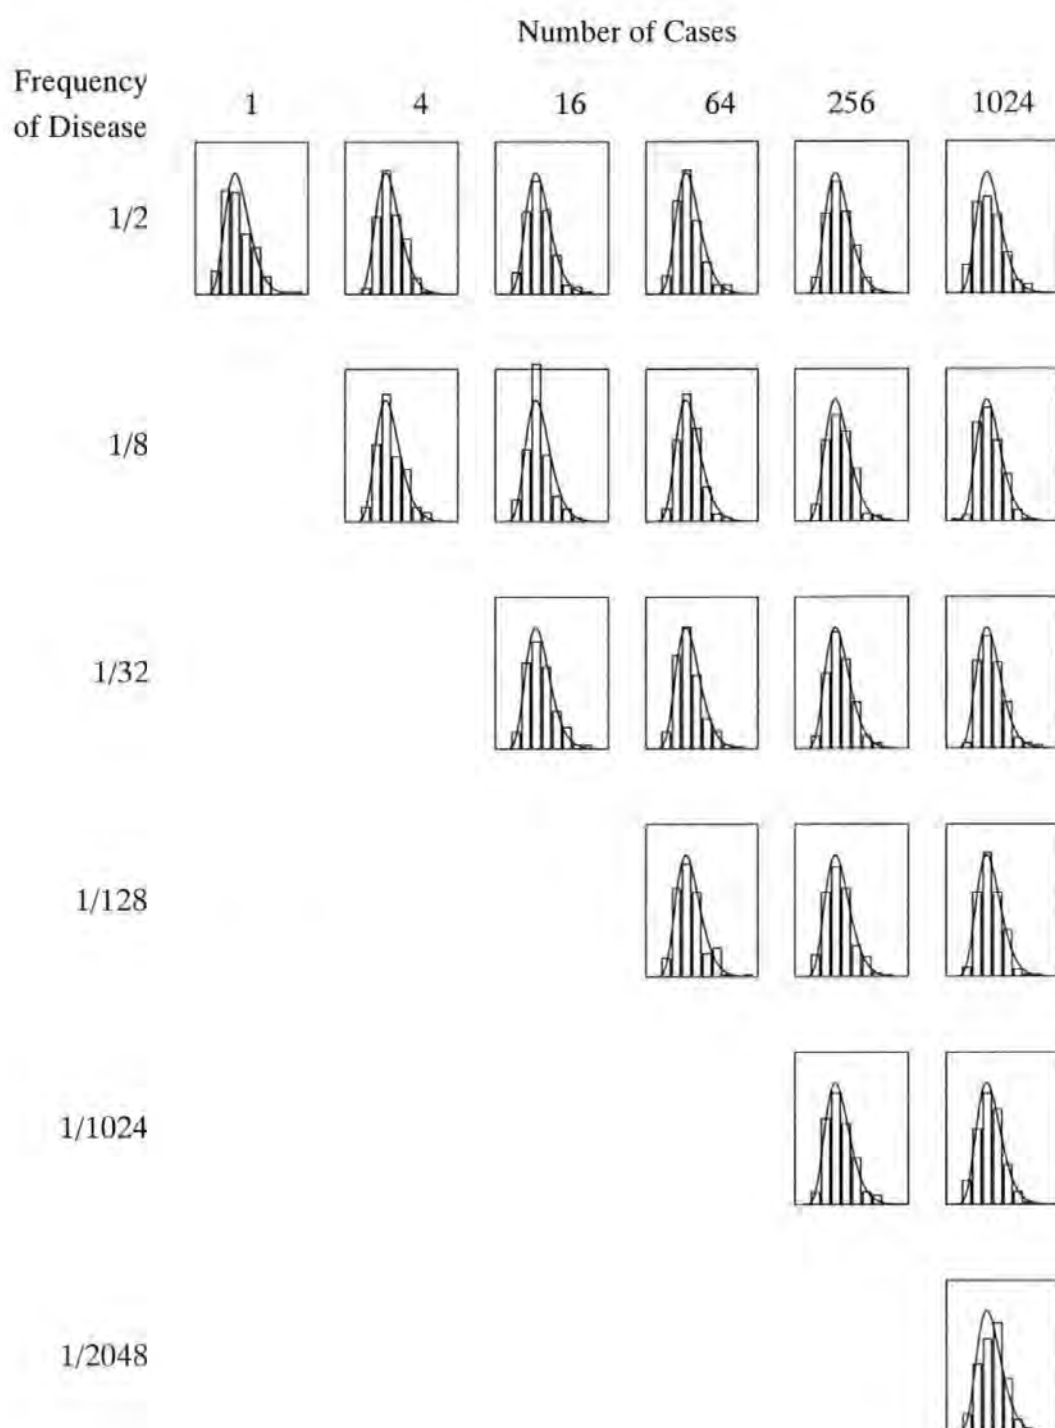 Number of Cases
Frequency
of Disease
1 4 16 64 256 1024
1/2
1/8
1/32
1/128
1/1024
1/2048